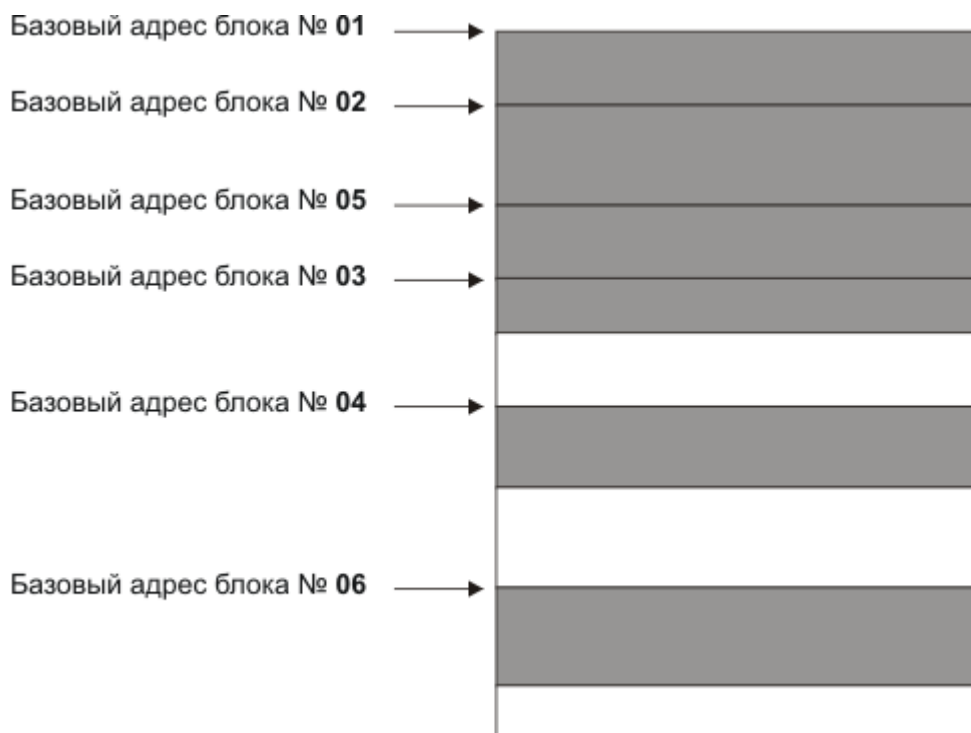 Базовый адрес блока № 01
Базовый адрес блока № 02
Базовый адрес блока № 05
Базовый адрес блока № 03
Базовый адрес блока № 04
Базовый адрес блока № 06